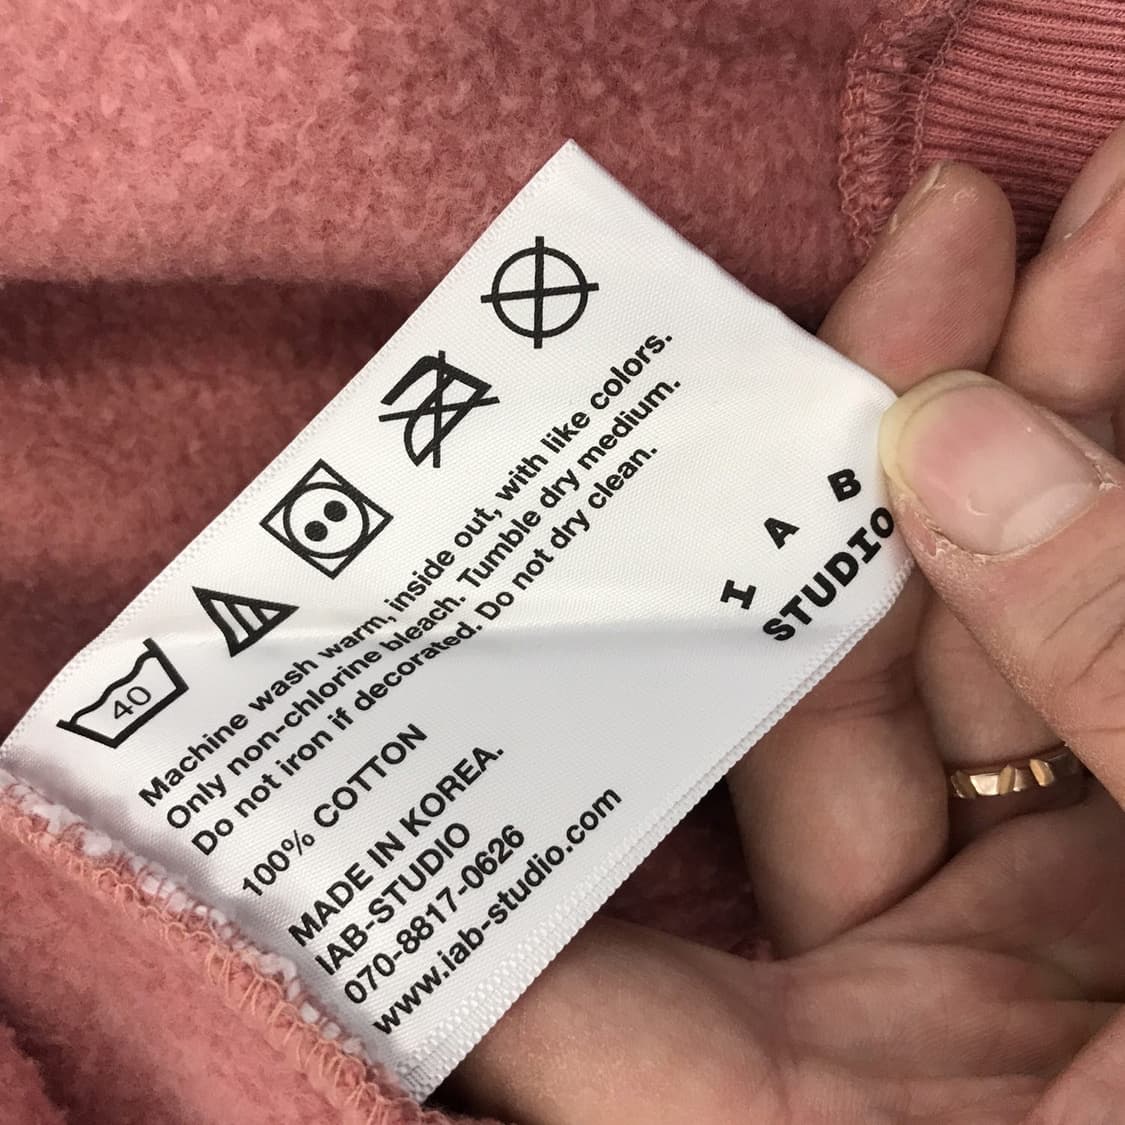 40
Machine wash warm, inside out, with like colors.
Only non-chlorine bleach. Tumble dry medium.
Do not iron if decorated. Do not dry clean.
100% COTTON
MADE IN KOREA.
IAB-STUDIO
070-8817-0626
www.iab-studio.com
I A B
STUDIO